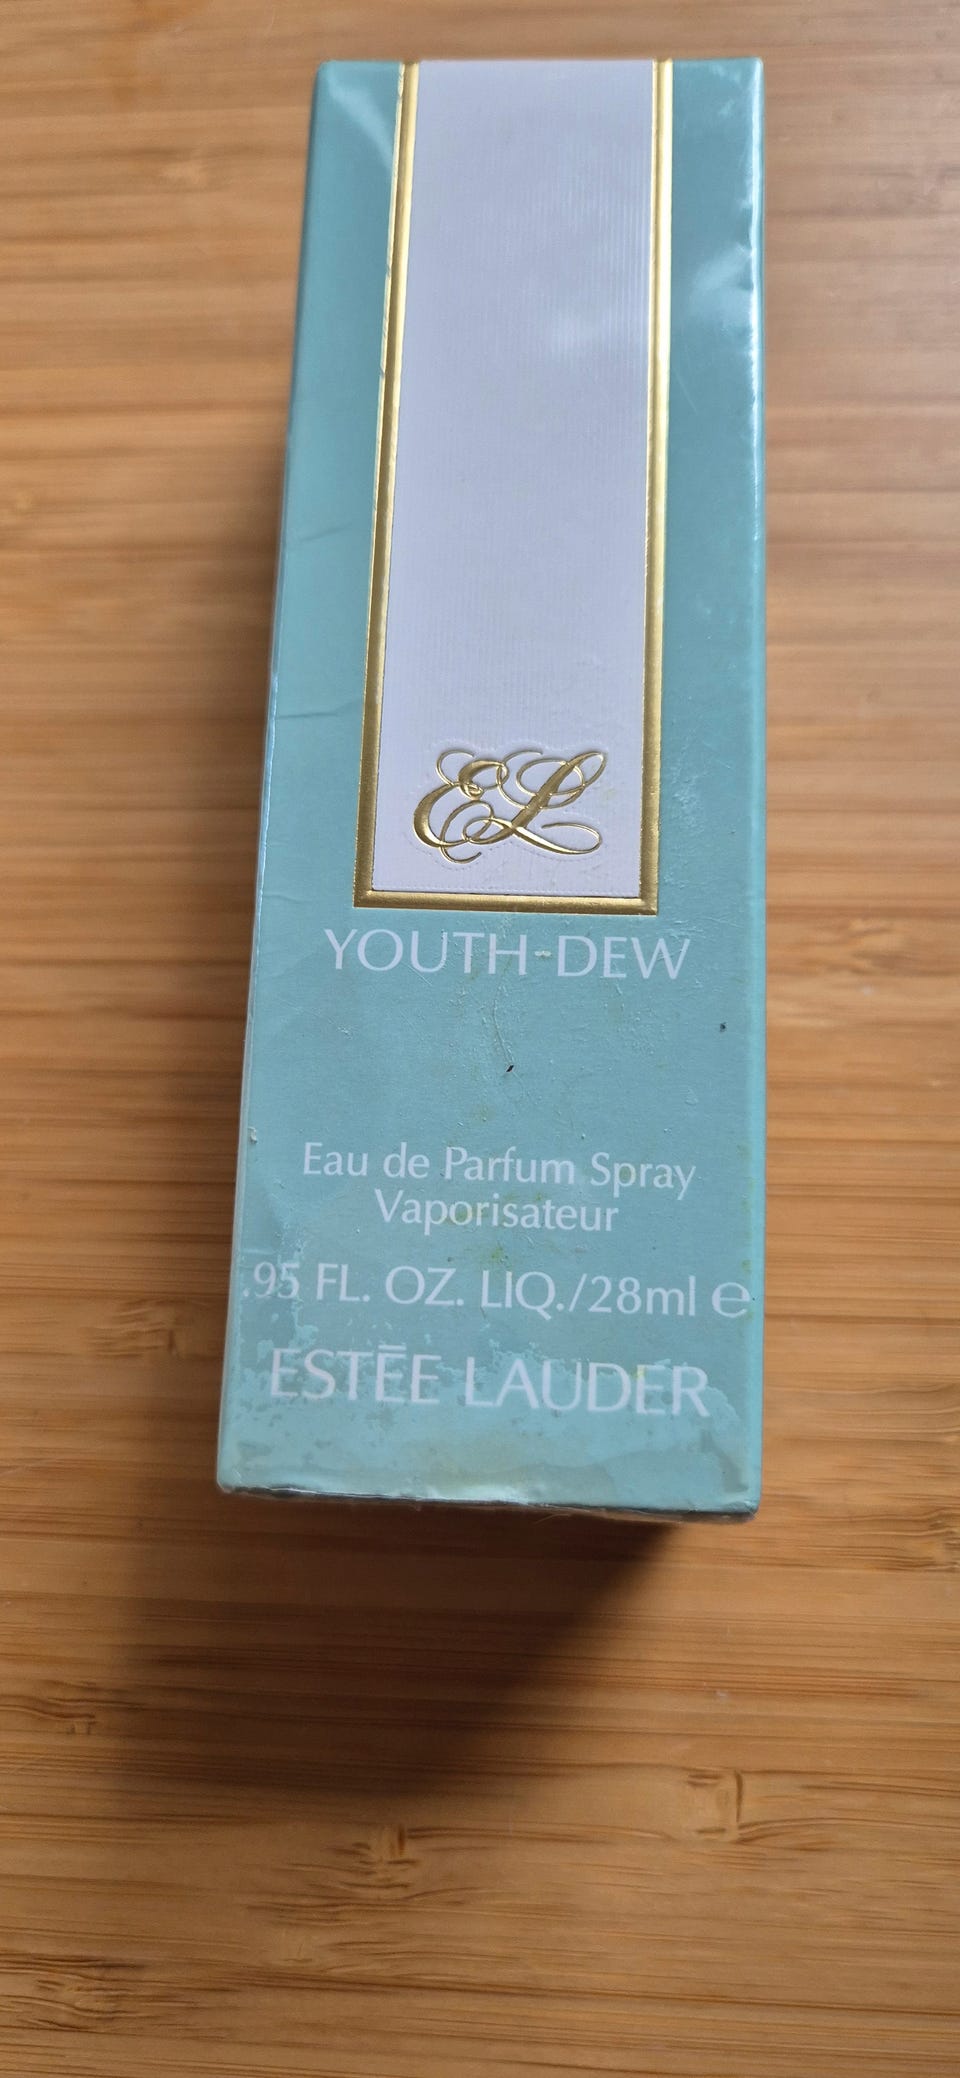 EL
YOUTH-DEW
Eau de Parfum Spray
Vaporisateur
.95 FL. OZ. LIQ./28ml ℮
ESTĒE LAUDER